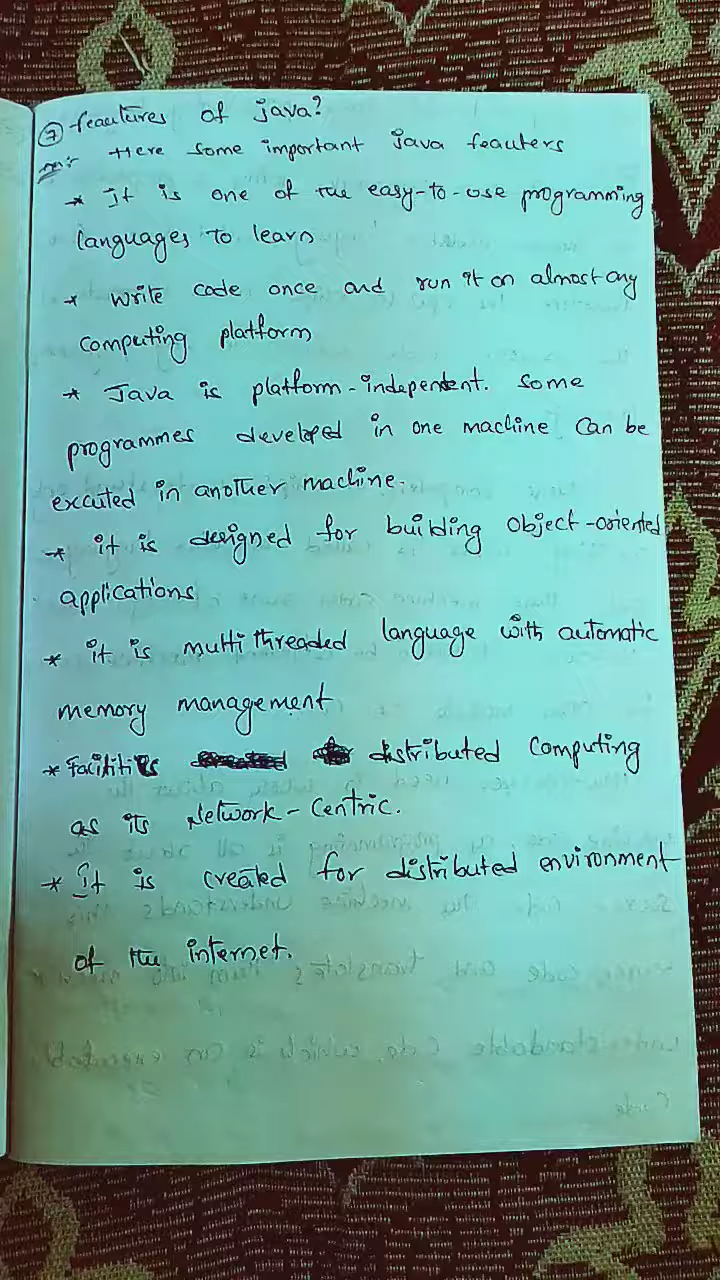 ⑦ feautures of java?
Ans: Here some important java feauters
* It is one of the easy-to-use programming
languages to learn
* write code once and run it on almost any
computing platform
* Java is platform-independent. some
programmes developed in one machine can be
excuted in another machine.
* it is designed for building object-oriented
applications
* it is multi threaded language with automatic
memory management
* Facilities distributed computing
as its Network-centric.
* It is created for distributed environment
of the internet.